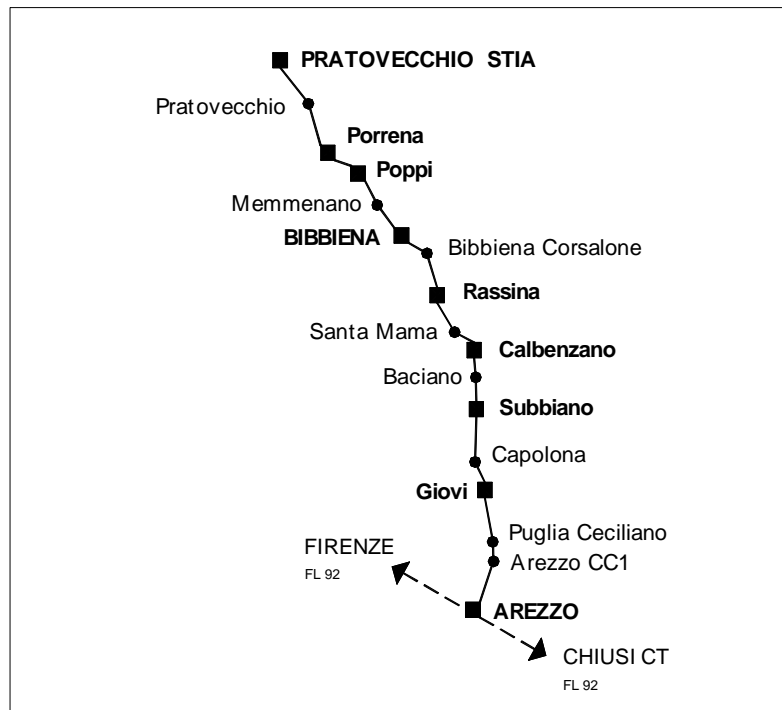 PRATOVECCHIO STIA
Pratovecchio
Porrena
Poppi
Memmenano
BIBBIENA
Bibbiena Corsalone
Rassina
Santa Mama
Calbenzano
Baciano
Subbiano
Capolona
Giovi
Puglia Ceciliano
FIRENZE
Arezzo CC1
FL 92
AREZZO
CHIUSI CT
FL 92